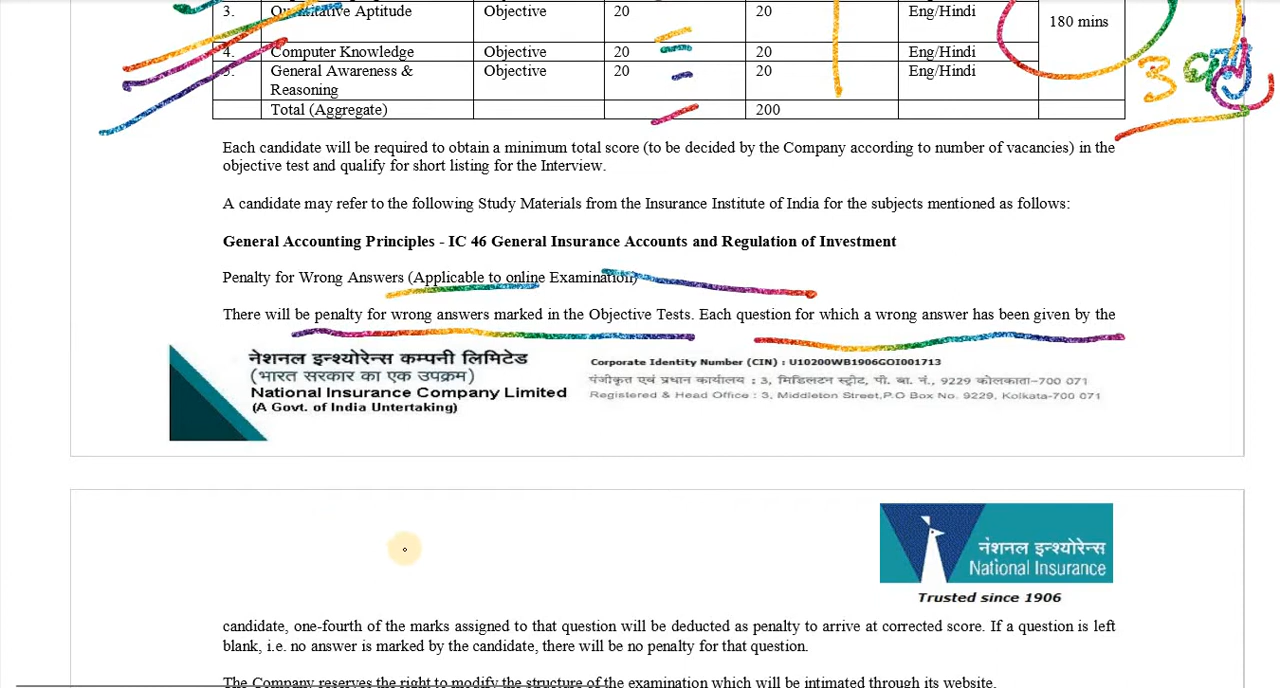 3. Quantitative Aptitude Objective 20 20 Eng/Hindi 180 mins
4. Computer Knowledge Objective 20 20 Eng/Hindi
5. General Awareness & Objective 20 20 Eng/Hindi
Reasoning
Total (Aggregate) 200
3 घण्टे
Each candidate will be required to obtain a minimum total score (to be decided by the Company according to number of vacancies) in the
objective test and qualify for short listing for the Interview.
A candidate may refer to the following Study Materials from the Insurance Institute of India for the subjects mentioned as follows:
General Accounting Principles - IC 46 General Insurance Accounts and Regulation of Investment
Penalty for Wrong Answers (Applicable to online Examination)
There will be penalty for wrong answers marked in the Objective Tests. Each question for which a wrong answer has been given by the
नेशनल इन्श्योरेन्स कम्पनी लिमिटेड
(भारत सरकार का एक उपक्रम)
National Insurance Company Limited
(A Govt. of India Undertaking)
Corporate Identity Number (CIN) : U10200WB1906GOI001713
पंजीकृत एवं प्रधान कार्यालय : 3, मिडिलटन स्ट्रीट, पी. बा. नं., 9229 कोलकाता-700 071
Registered & Head Office : 3, Middleton Street,P.O Box No. 9229, Kolkata-700 071
नेशनल इन्श्योरेन्स
National Insurance
Trusted since 1906
candidate, one-fourth of the marks assigned to that question will be deducted as penalty to arrive at corrected score. If a question is left
blank, i.e. no answer is marked by the candidate, there will be no penalty for that question.
The Company reserves the right to modify the structure of the examination which will be intimated through its website.